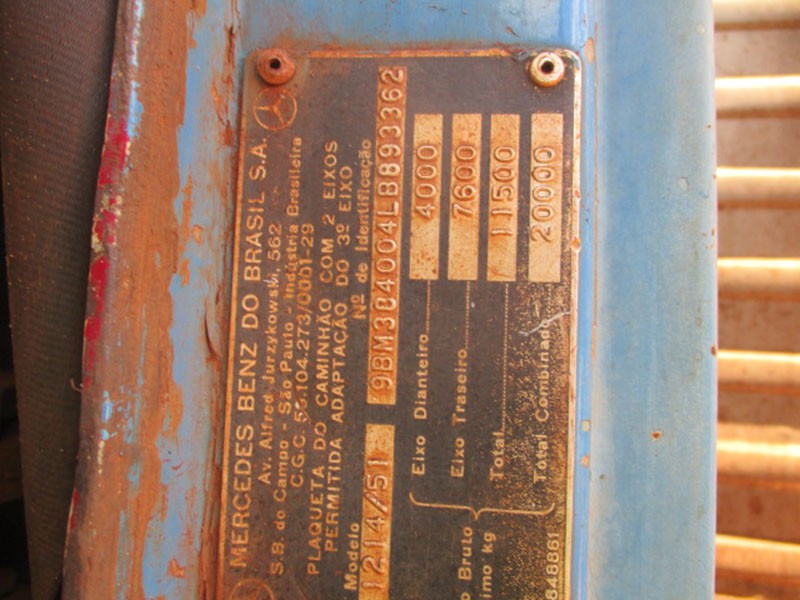 MERCEDES BENZ DO BRASIL S.A.
Av. Alfred Jurzykowski, 562
S.B. do Campo - São Paulo - Indústria Brasileira
C.G.C. 59.104.273/0001-29
PLAQUETA DO CAMINHÃO COM 2 EIXOS
PERMITIDA ADAPTAÇÃO DO 3º EIXO
Modelo Nº de Identificação
1214/51 9BM384004LB893362
Eixo Dianteiro 4000
o Bruto Eixo Traseiro 7600
imo kg Total 11500
Total Combinado 20000
848861